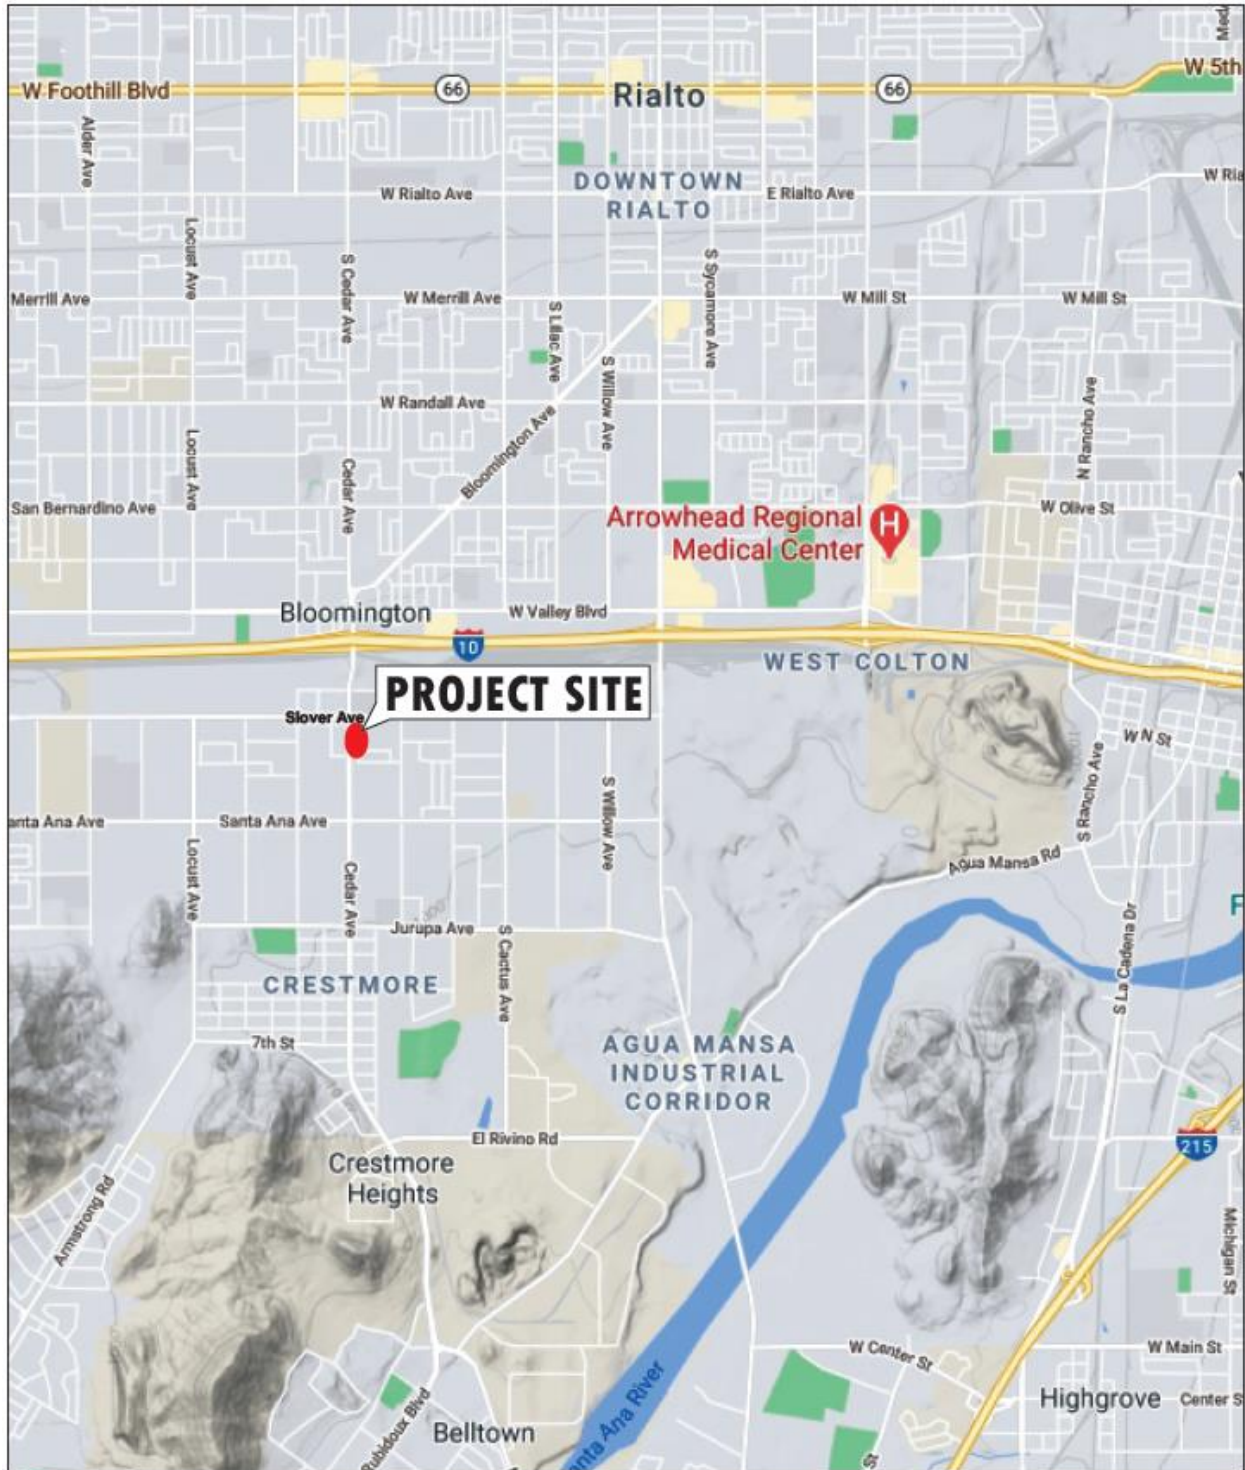 W 5th
W Foothill Blvd
66
Rialto
66
Alder Ave
DOWNTOWN
RIALTO
W Rialto Ave
E Rialto Ave
W Ria
Locust Ave
S Cedar Ave
S Sycamore Ave
Merrill Ave
W Merrill Ave
S Lilac Ave
W Mill St
W Mill St
S Willow Ave
W Randall Ave
Bloomington Ave
N Rancho Ave
Locust Ave
Cedar Ave
San Bernardino Ave
W Olive St
Arrowhead Regional
Medical Center
H
Bloomington
W Valley Blvd
10
WEST COLTON
PROJECT SITE
Slover Ave
W N St
S Rancho Ave
anta Ana Ave
Santa Ana Ave
S Willow Ave
Locust Ave
Cedar Ave
Agua Mansa Rd
Jurupa Ave
S Cactus Ave
S La Cadena Dr
F
CRESTMORE
7th St
AGUA MANSA
INDUSTRIAL
CORRIDOR
El Rivino Rd
215
Crestmore
Heights
Armstrong Rd
Michigan St
W Center St
W Main St
Highgrove
Center S
Rubidoux Blvd
Belltown
anta Ana River
St